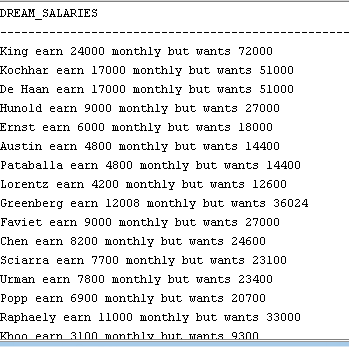 DREAM_SALARIES
--------------------------------------------------
King earn 24000 monthly but wants 72000
Kochhar earn 17000 monthly but wants 51000
De Haan earn 17000 monthly but wants 51000
Hunold earn 9000 monthly but wants 27000
Ernst earn 6000 monthly but wants 18000
Austin earn 4800 monthly but wants 14400
Pataballa earn 4800 monthly but wants 14400
Lorentz earn 4200 monthly but wants 12600
Greenberg earn 12008 monthly but wants 36024
Faviet earn 9000 monthly but wants 27000
Chen earn 8200 monthly but wants 24600
Sciarra earn 7700 monthly but wants 23100
Urman earn 7800 monthly but wants 23400
Popp earn 6900 monthly but wants 20700
Raphaely earn 11000 monthly but wants 33000
Khoo earn 3100 monthly but wants 9300